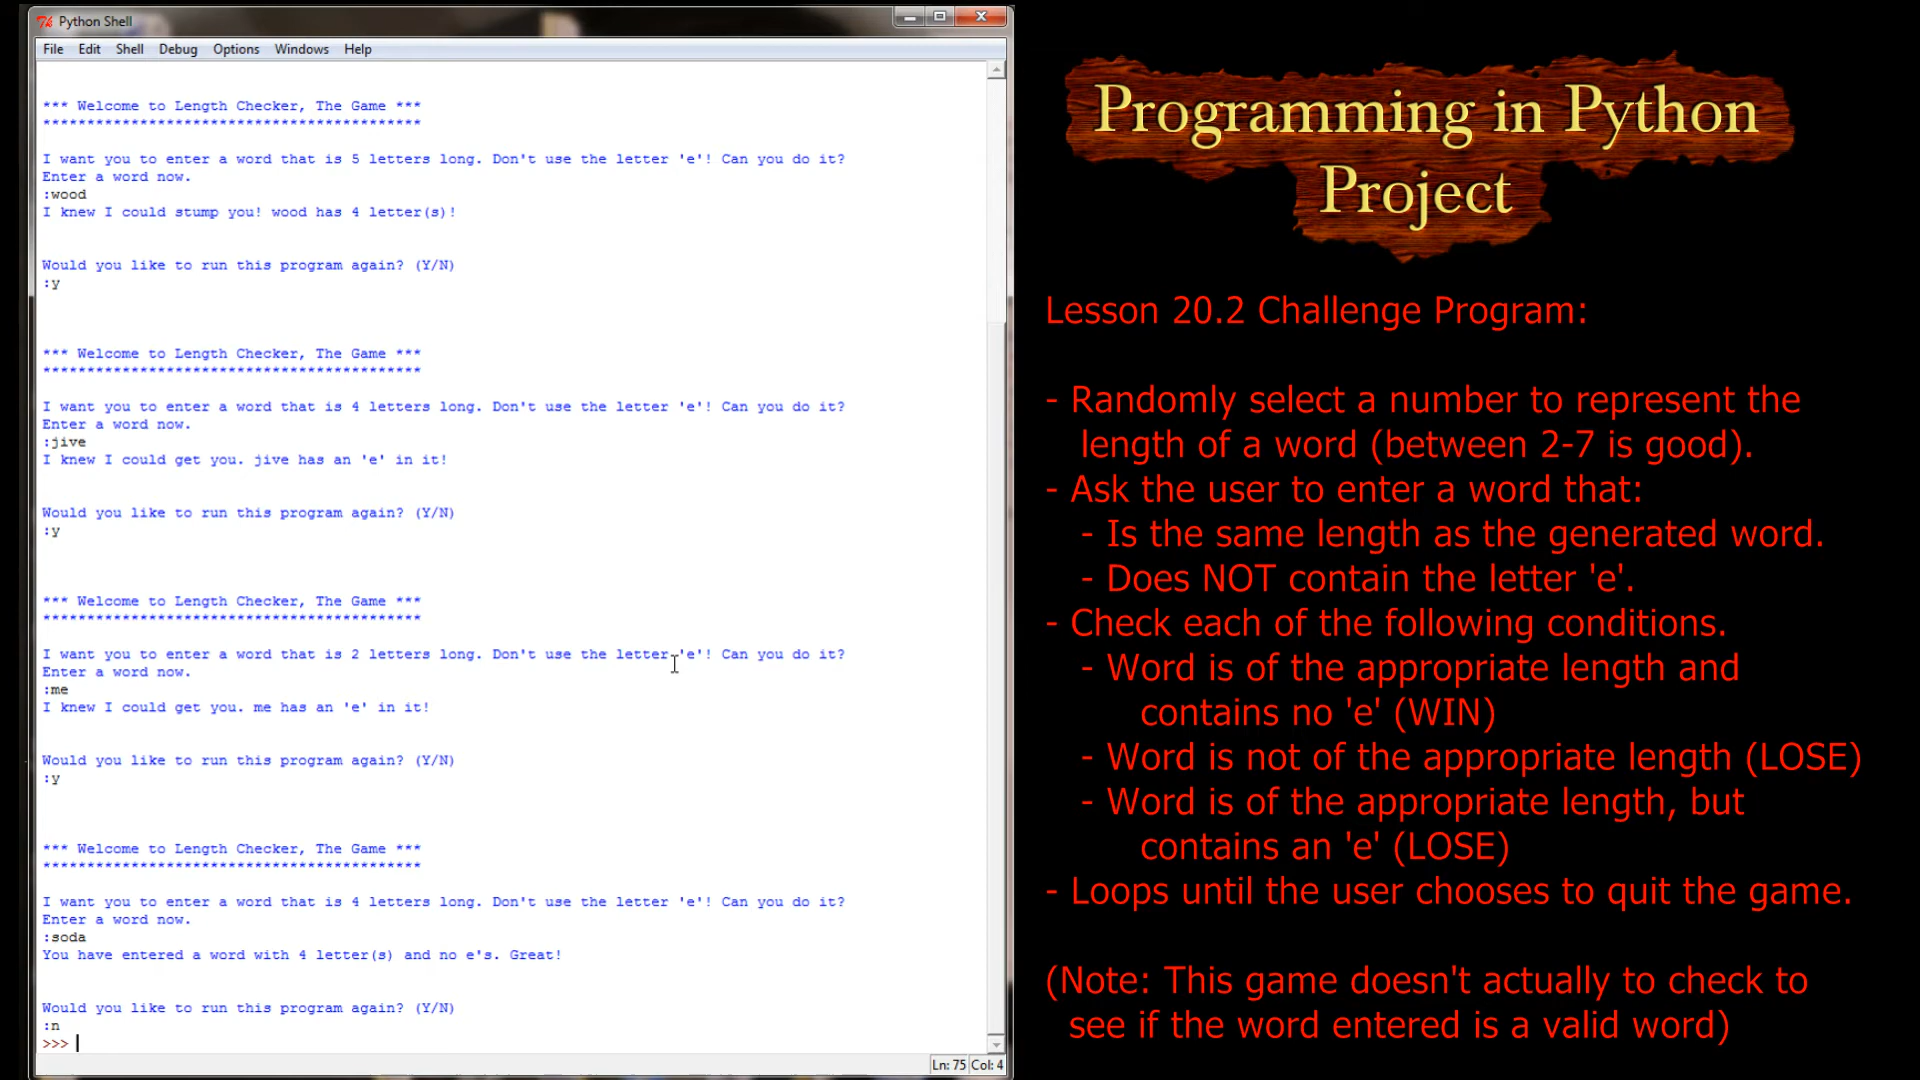 Python Shell
File Edit Shell Debug Options Windows Help
*** Welcome to Length Checker, The Game ***
*******************************************
I want you to enter a word that is 5 letters long. Don't use the letter 'e'! Can you do it?
Enter a word now.
:wood
I knew I could stump you! wood has 4 letter(s)!
Would you like to run this program again? (Y/N)
:y
*** Welcome to Length Checker, The Game ***
*******************************************
I want you to enter a word that is 4 letters long. Don't use the letter 'e'! Can you do it?
Enter a word now.
:jive
I knew I could get you. jive has an 'e' in it!
Would you like to run this program again? (Y/N)
:y
*** Welcome to Length Checker, The Game ***
*******************************************
I want you to enter a word that is 2 letters long. Don't use the letter 'e'! Can you do it?
Enter a word now.
:me
I knew I could get you. me has an 'e' in it!
Would you like to run this program again? (Y/N)
:y
*** Welcome to Length Checker, The Game ***
*******************************************
I want you to enter a word that is 4 letters long. Don't use the letter 'e'! Can you do it?
Enter a word now.
:soda
You have entered a word with 4 letter(s) and no e's. Great!
Would you like to run this program again? (Y/N)
:n
>>>
Ln: 75 Col: 4
Programming in Python
Project
Lesson 20.2 Challenge Program:
- Randomly select a number to represent the
length of a word (between 2-7 is good).
- Ask the user to enter a word that:
- Is the same length as the generated word.
- Does NOT contain the letter 'e'.
- Check each of the following conditions.
- Word is of the appropriate length and
contains no 'e' (WIN)
- Word is not of the appropriate length (LOSE)
- Word is of the appropriate length, but
contains an 'e' (LOSE)
- Loops until the user chooses to quit the game.
(Note: This game doesn't actually to check to
see if the word entered is a valid word)